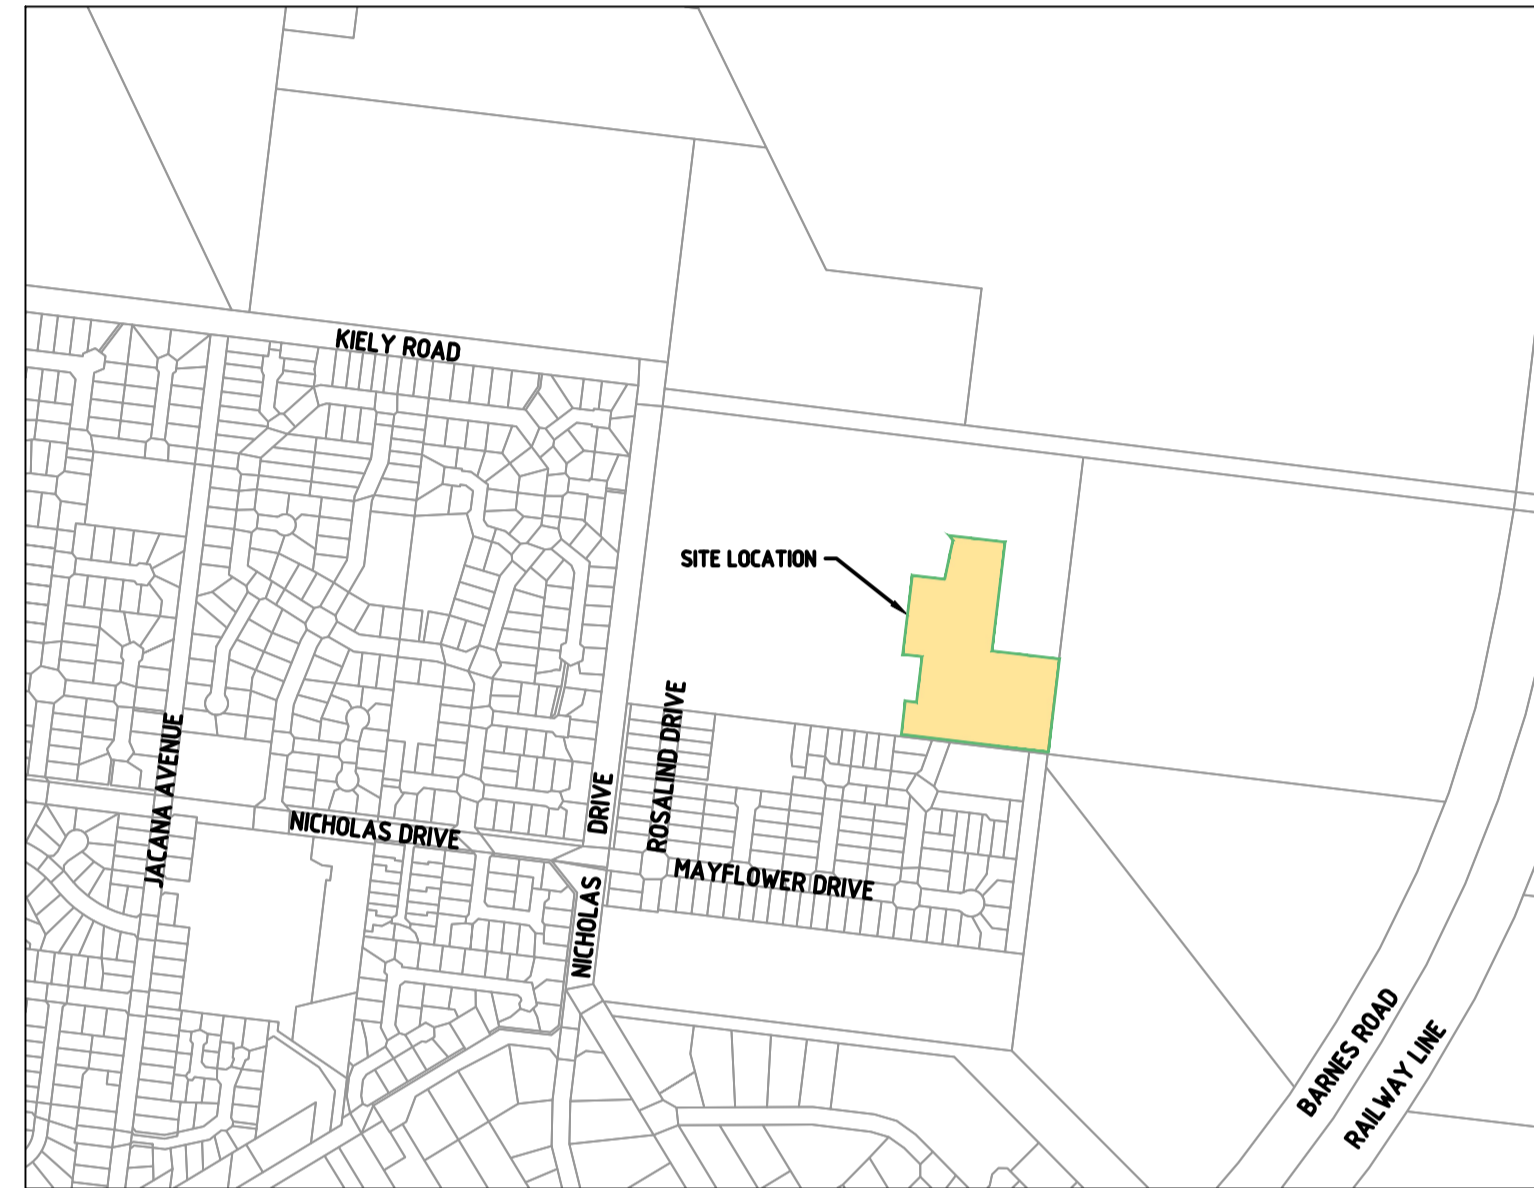 KIELY ROAD
SITE LOCATION
ROSALIND DRIVE
JACANA AVENUE
DRIVE
NICHOLAS DRIVE
MAYFLOWER DRIVE
NICHOLAS
BARNES ROAD
RAILWAY LINE